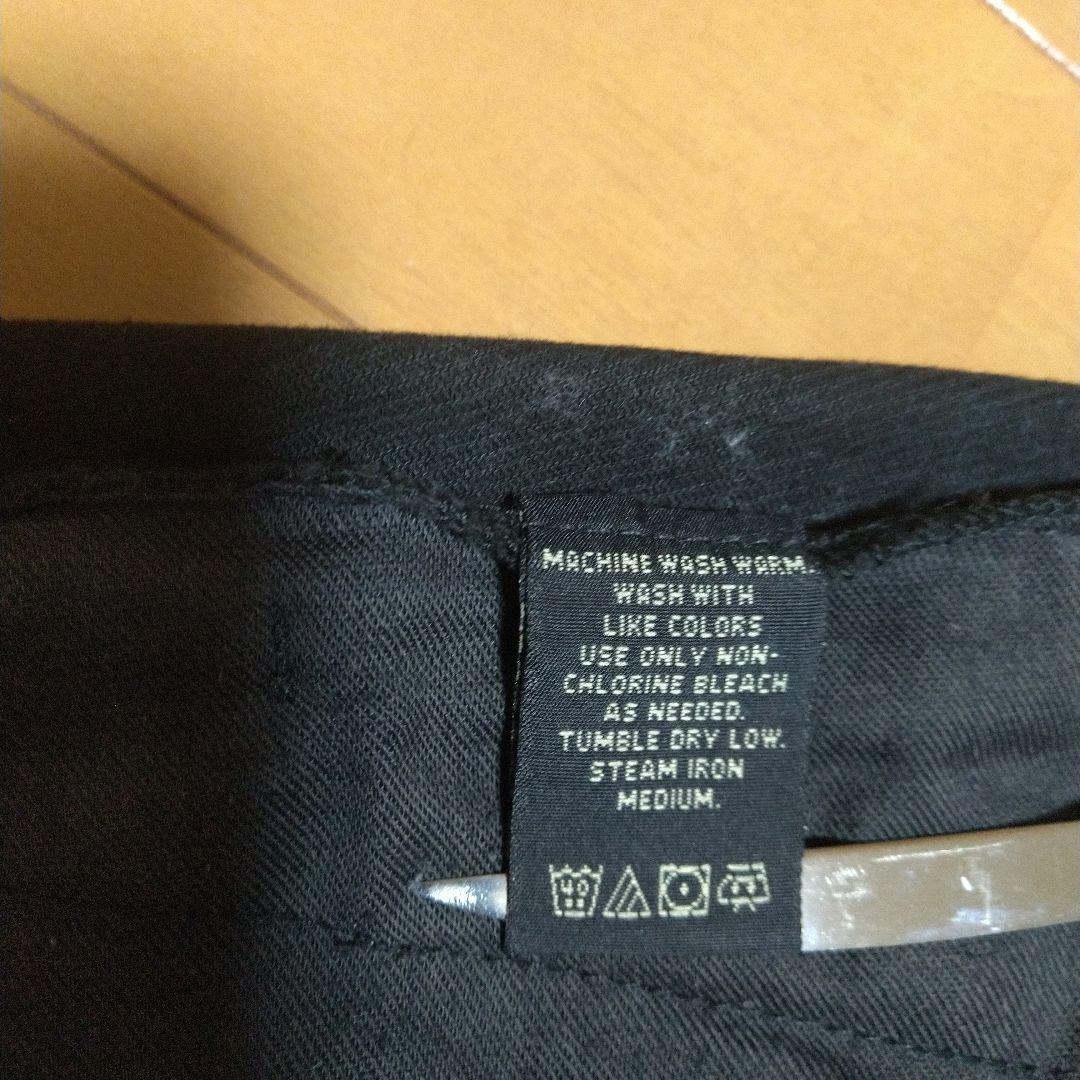 MACHINE WASH WARM.
WASH WITH
LIKE COLORS
USE ONLY NON-
CHLORINE BLEACH
AS NEEDED.
TUMBLE DRY LOW.
STEAM IRON
MEDIUM.
40